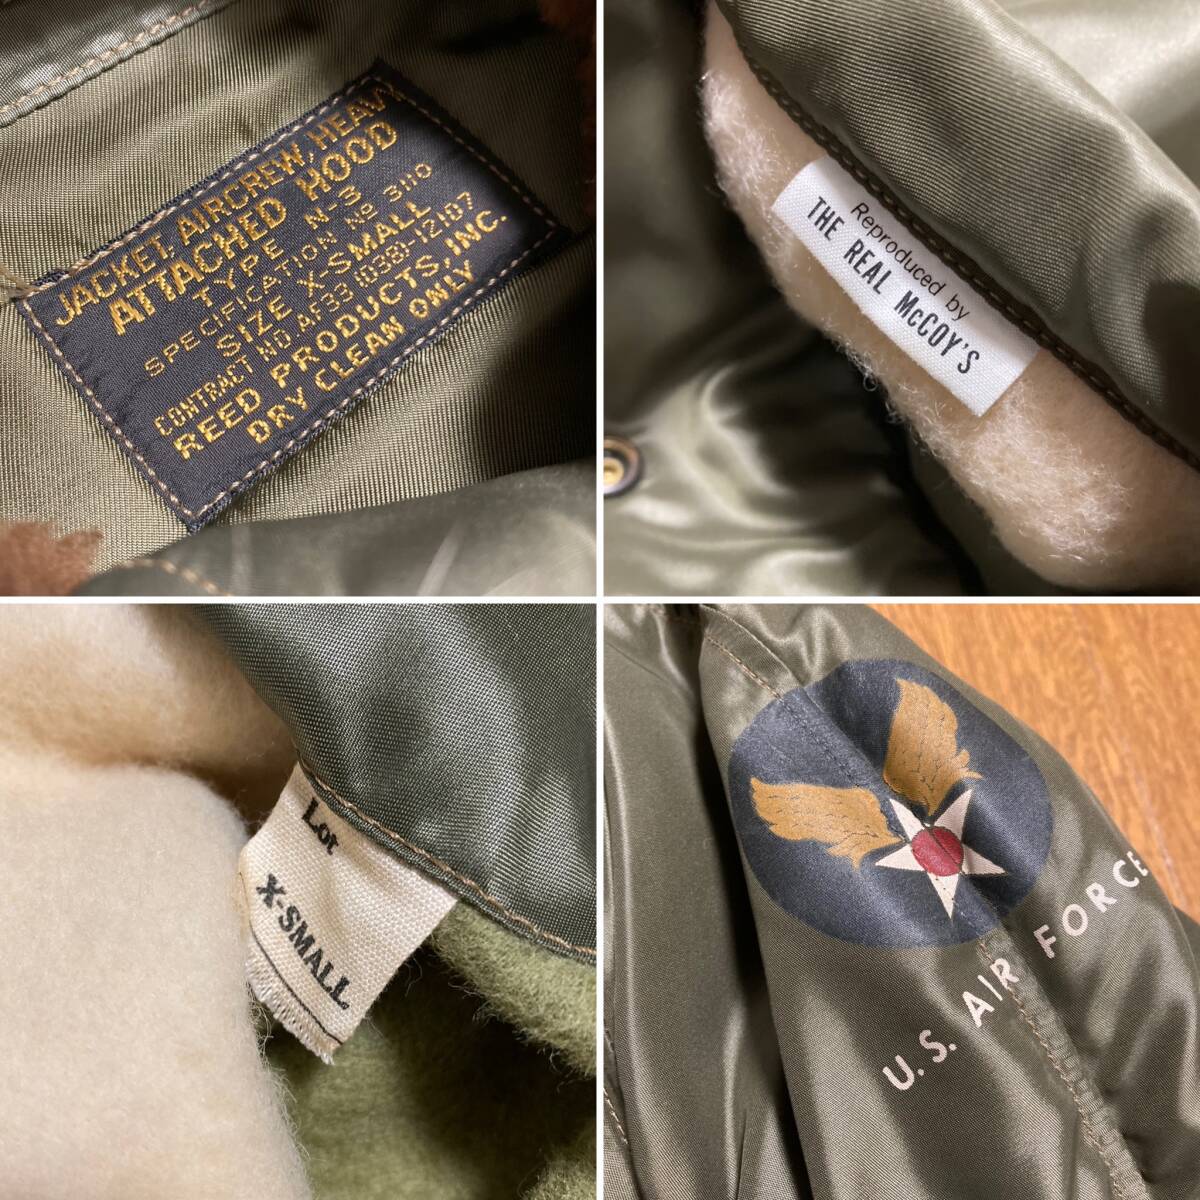 JACKET, AIRCREW, HEAVY
ATTACHED HOOD
TYPE N-3
SPECIFICATION No 3110
SIZE X-SMALL
CONTRACT NO. AF33 (038)-12107
REED PRODUCTS, INC.
DRY CLEAN ONLY
Reproduced by
THE REAL McCOY'S
LOT
X-SMALL
U.S. AIR FORCE